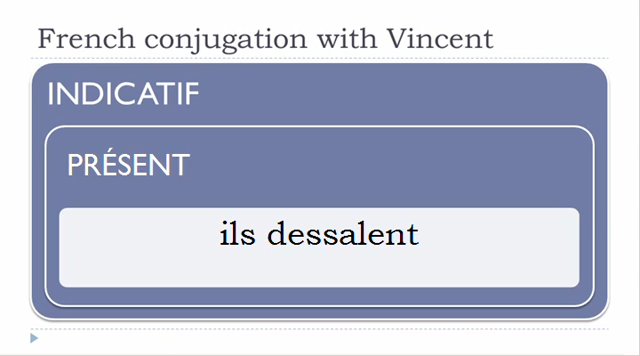 French conjugation with Vincent
INDICATIF
PRÉSENT
ils dessalent